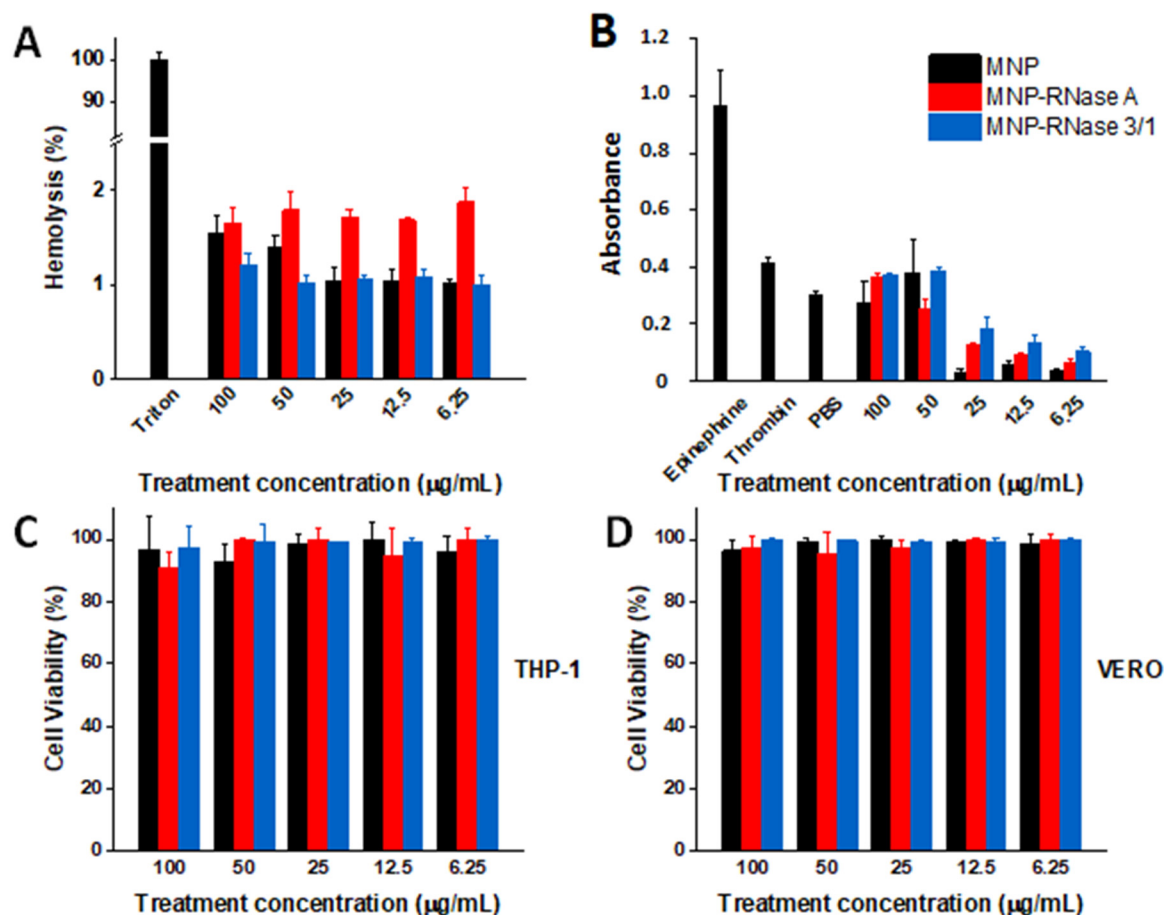 A
Hemolysis (%)
100
90
2
1
0
Triton
100
50
25
12,5
6,25
Treatment concentration (µg/mL)
B
Absorbance
1.2
1.0
0.8
0.6
0.4
0.2
0
MNP
MNP-RNase A
MNP-RNase 3/1
Epinephrine
Thrombin
PBS
100
50
25
12,5
6,25
Treatment concentration (µg/mL)
C
Cell Viability (%)
100
80
60
40
20
0
THP-1
100
50
25
12.5
6.25
Treatment concentration (µg/mL)
D
Cell Viability (%)
100
80
60
40
20
0
VERO
100
50
25
12.5
6.25
Treatment concentration (µg/mL)